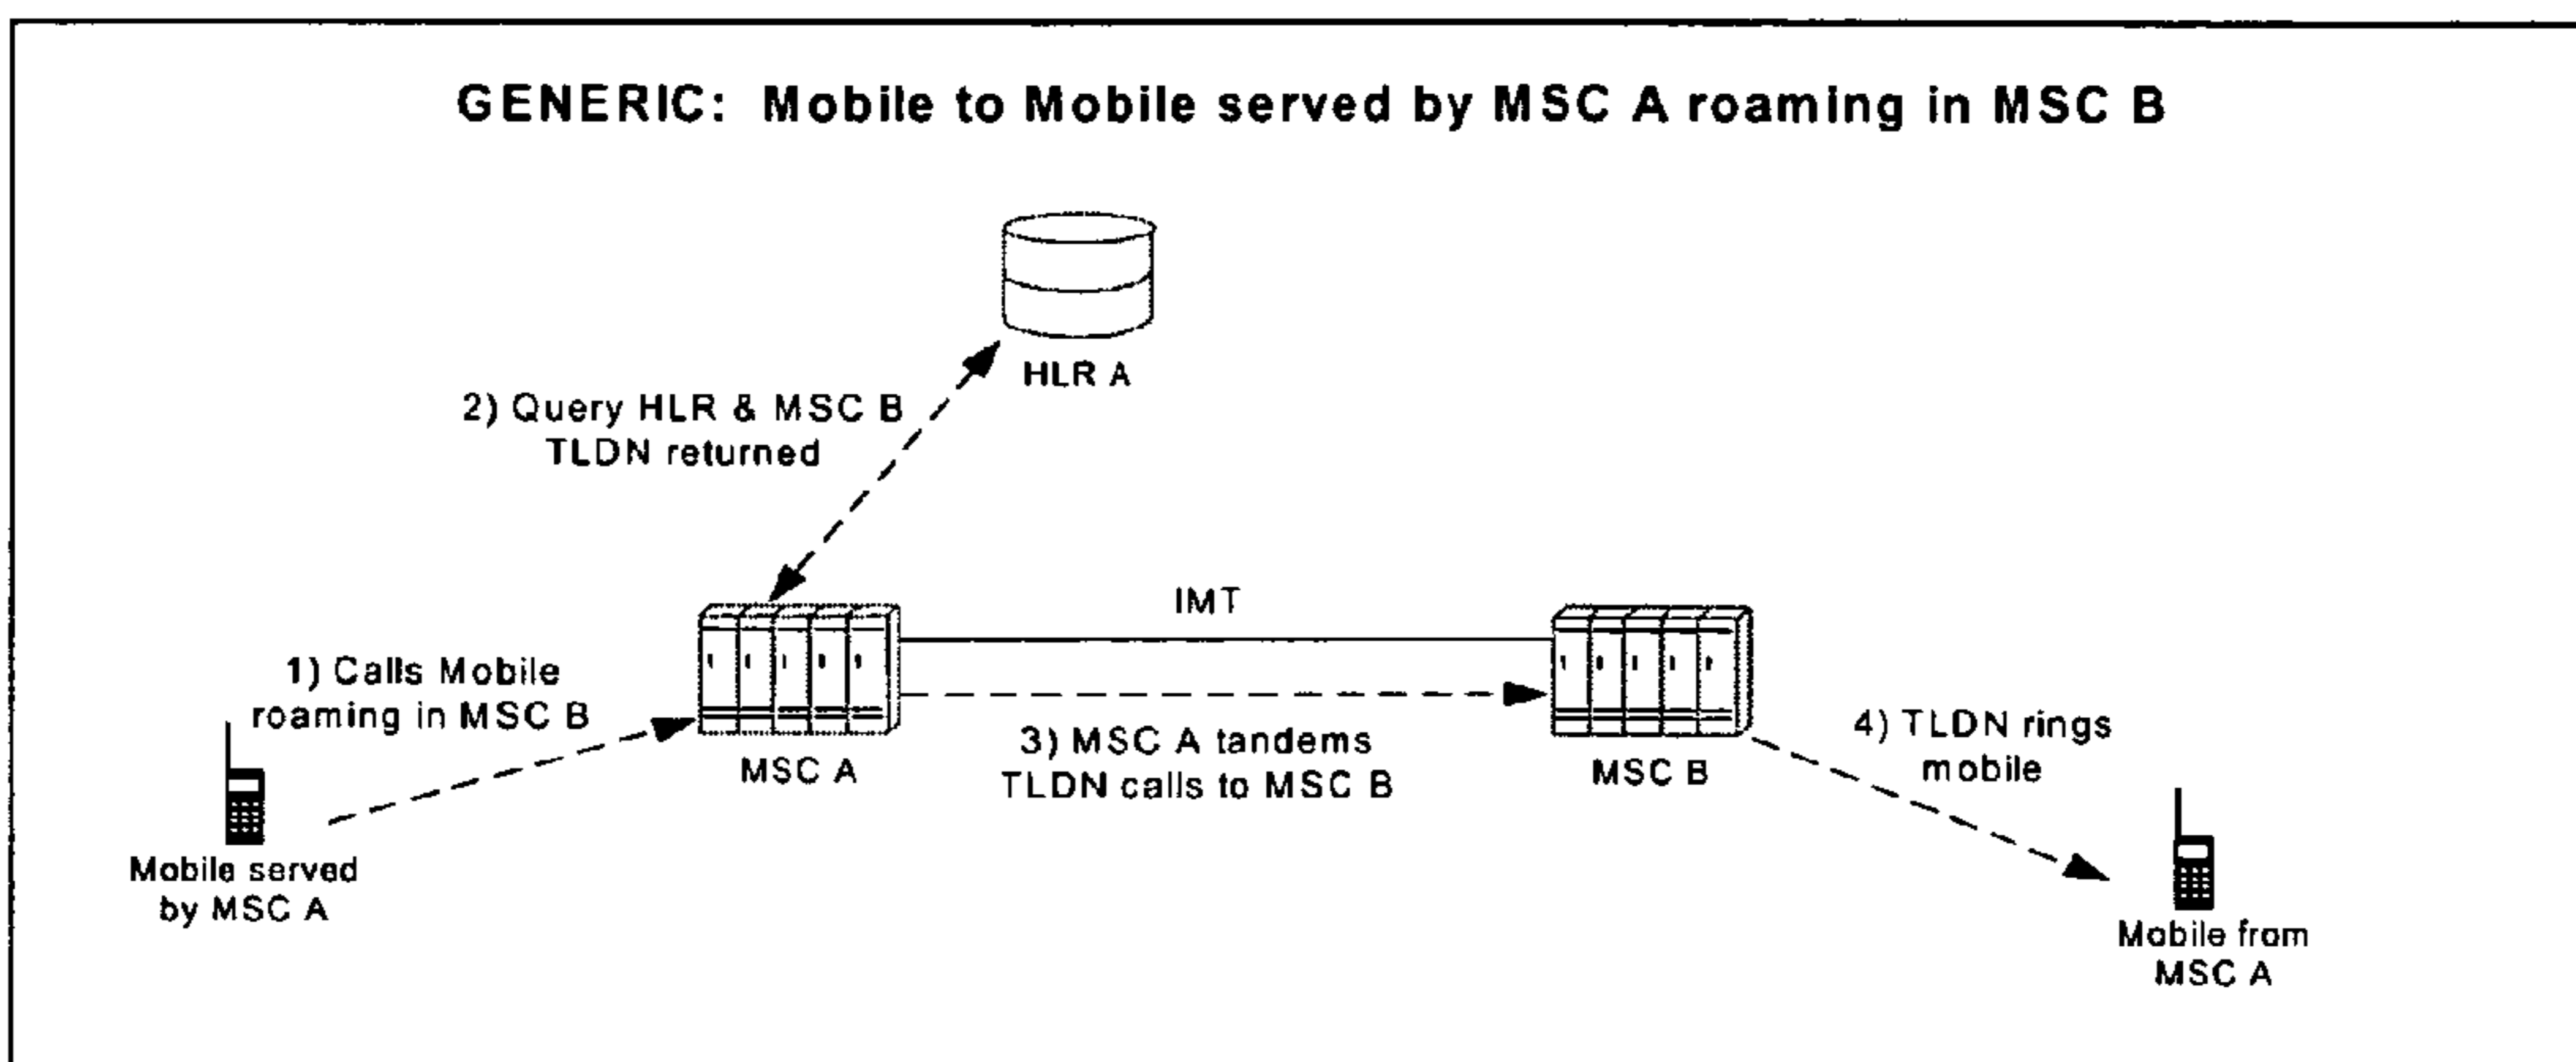 GENERIC: Mobile to Mobile served by MSC A roaming in MSC B
HLR A
2) Query HLR & MSC B
TLDN returned
IMT
1) Calls Mobile
roaming in MSC B
MSC A
3) MSC A tandems
TLDN calls to MSC B
MSC B
4) TLDN rings
mobile
Mobile served
by MSC A
Mobile from
MSC A